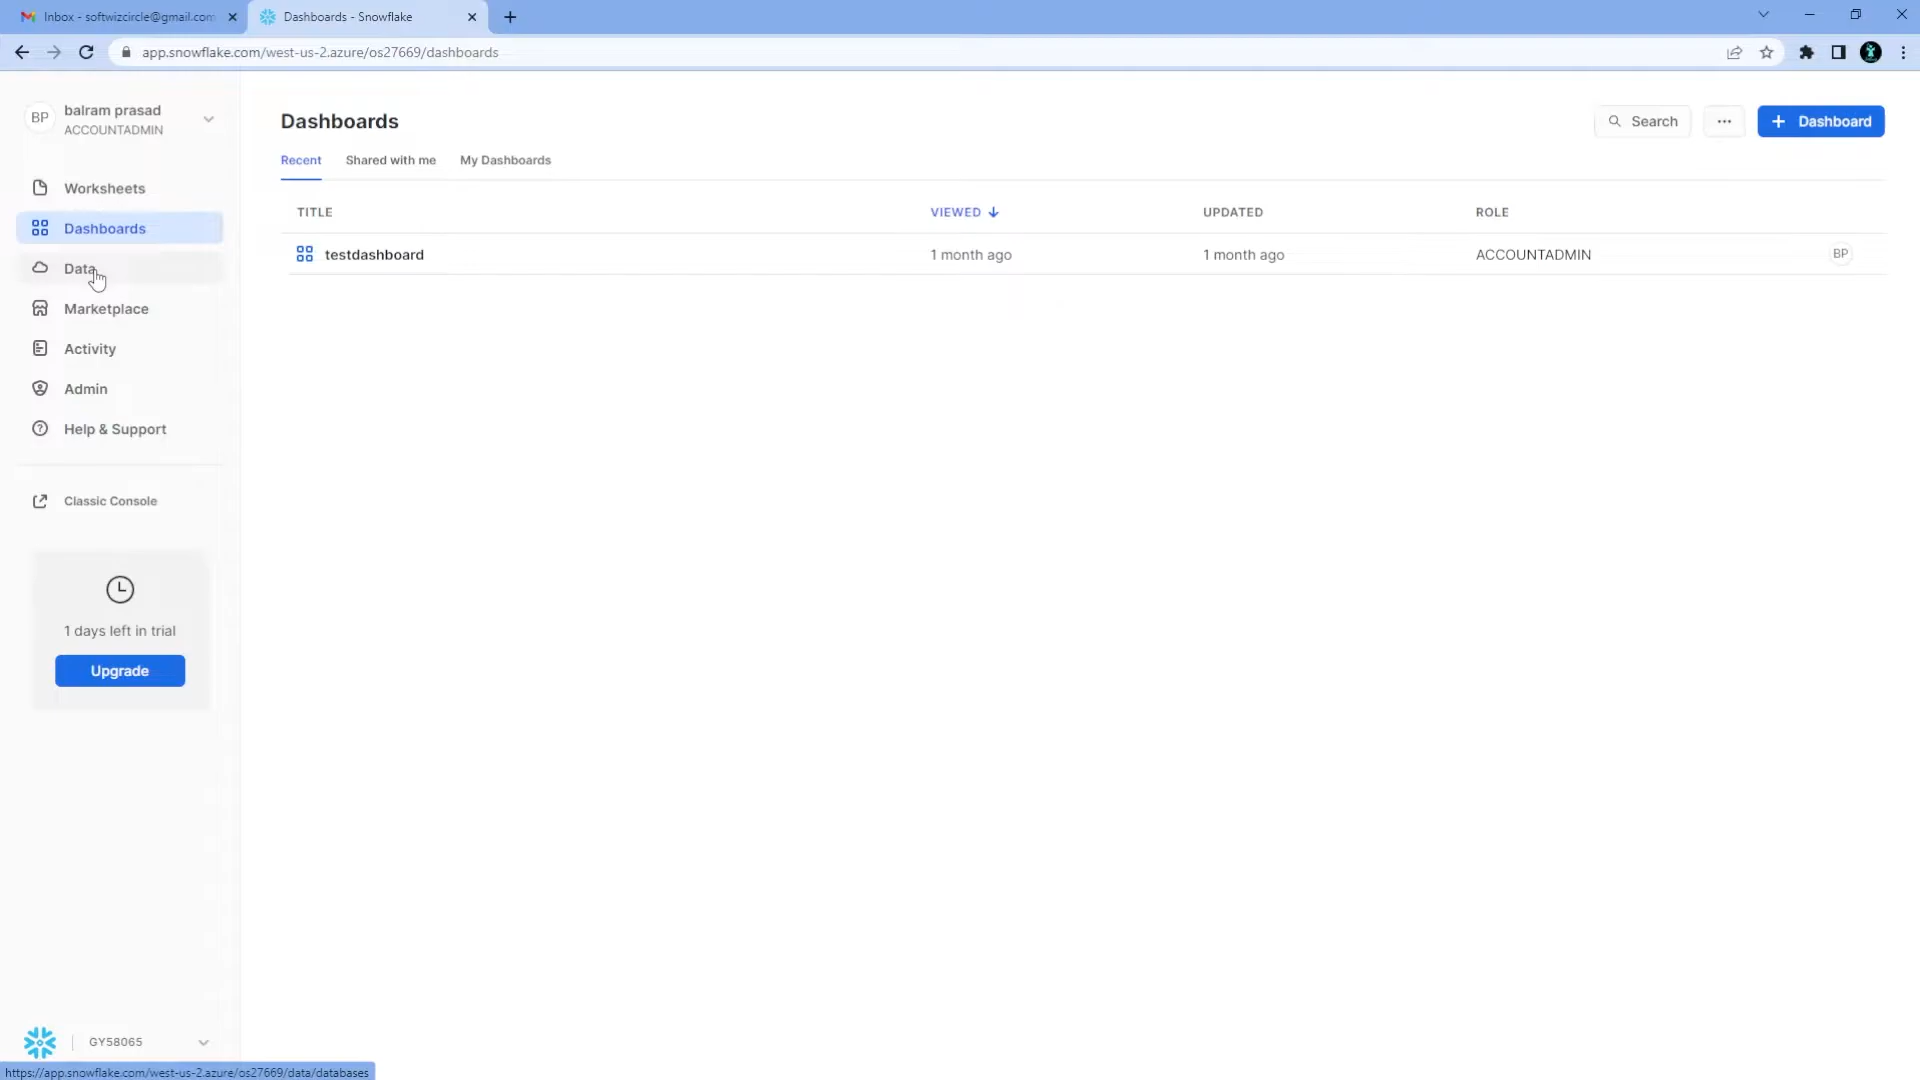 Inbox - softwizcircle@gmail.com
Dashboards - Snowflake
app.snowflake.com/west-us-2.azure/os27669/dashboards
BP
balram prasad
ACCOUNTADMIN
Worksheets
Dashboards
Data
Marketplace
Activity
Admin
Help & Support
Classic Console
1 days left in trial
Upgrade
GY58065
https://app.snowflake.com/west-us-2.azure/os27669/data/databases
Dashboards
Search
+ Dashboard
Recent Shared with me My Dashboards
TITLE VIEWED UPDATED ROLE
testdashboard 1 month ago 1 month ago ACCOUNTADMIN BP